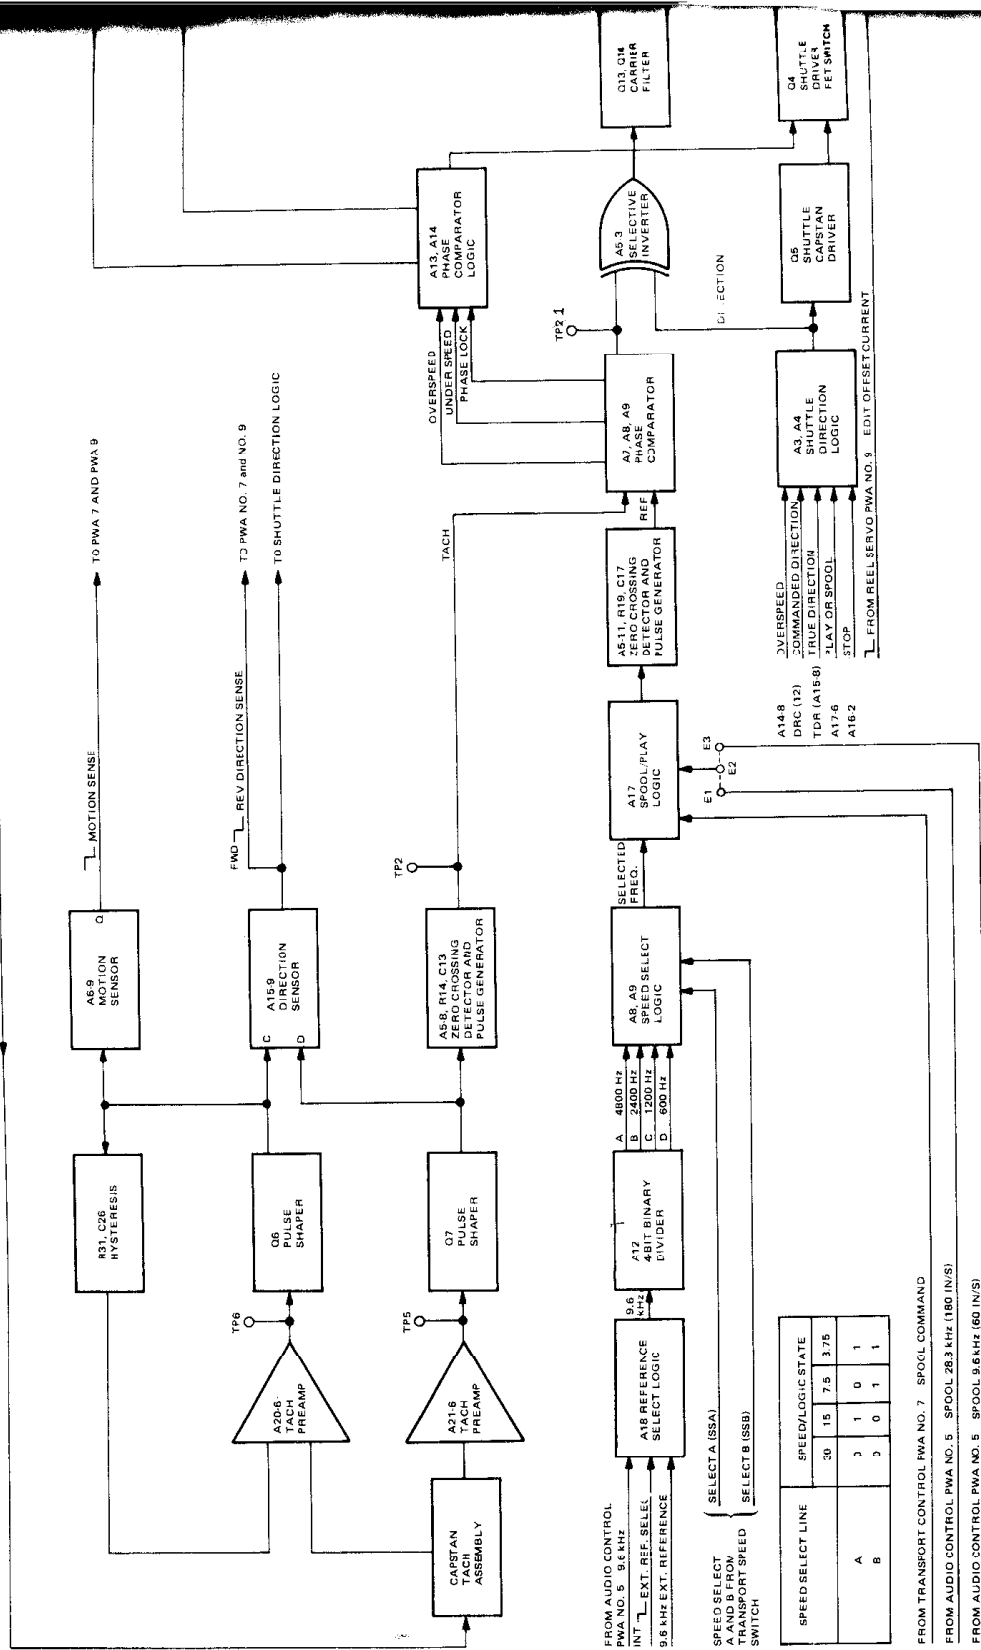 MOTION SENSE
TO PWA 7 AND PWA 9
A6-9
MOTION
SENSOR
Q
R31, C26
HYSTERESIS
FWD
REV DIRECTION SENSE
TO PWA NO. 7 and NO. 9
TO SHUTTLE DIRECTION LOGIC
A15-9
DIRECTION
SENSOR
C
D
Q6
PULSE
SHAPER
TP6
A20-6
TACH
PREAMP
CAPSTAN
TACH
ASSEMBLY
A21-6
TACH
PREAMP
TP5
Q7
PULSE
SHAPER
A5-8, R14, C13
ZERO CROSSING
DETECTOR AND
PULSE GENERATOR
TP2
TACH
OVERSPEED
UNDER SPEED
PHASE LOCK
A13, A14
PHASE
COMPARATOR
LOGIC
FROM AUDIO CONTROL
PWA NO. 5 9.6 kHz
INT
EXT. REF. SELEC
9.6 kHz EXT. REFERENCE
A18 REFERENCE
SELECT LOGIC
9.6
kHz
A12
4-BIT BINARY
DIVIDER
A 4800 Hz
B 2400 Hz
C 1200 Hz
D 600 Hz
A8, A9
SPEED SELECT
LOGIC
SELECTED
FREQ.
A17
SPOOL/PLAY
LOGIC
A5-11, R19, C17
ZERO CROSSING
DETECTOR AND
PULSE GENERATOR
REF
A7, A8, A9
PHASE
COMPARATOR
TP2 1
A5-3
SELECTIVE
INVERTER
Q13, Q14
CARRIER
FILTER
E1
E2
E3
SPEED SELECT
A AND B FROM
TRANSPORT SPEED
SWITCH
SELECT A (SSA)
SELECT B (SSB)
A14-8 OVERSPEED
DRC (12) COMMANDED DIRECTION
TDR (A15-8) TRUE DIRECTION
A17-6 PLAY OR SPOOL
A16-2 STOP
A3, A4
SHUTTLE
DIRECTION
LOGIC
Q5
SHUTTLE
CAPSTAN
DRIVER
Q4
SHUTTLE
DRIVER
FET SWITCH
FROM REEL SERVO PWA NO. 9 EDIT OFFSET CURRENT
SPEED SELECT LINE
SPEED/LOGIC STATE
30 15 7.5 3.75
A 0 1 0 1
B 0 0 1 1
FROM TRANSPORT CONTROL PWA NO. 7 SPOOL COMMAND
FROM AUDIO CONTROL PWA NO. 5 SPOOL 28.8 kHz (180 IN/S)
FROM AUDIO CONTROL PWA NO. 5 SPOOL 9.6 kHz (60 IN/S)